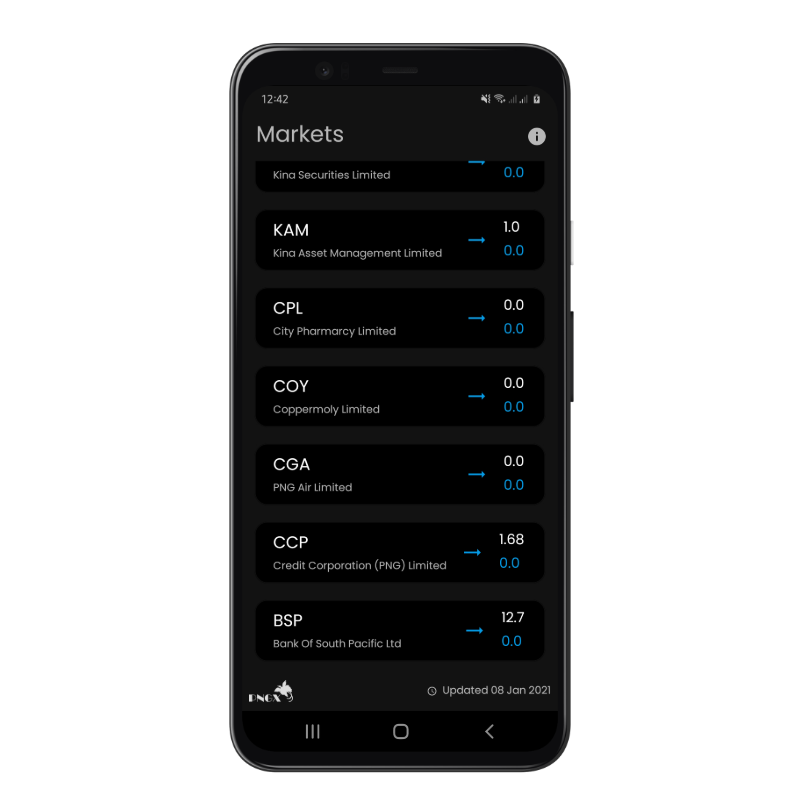 12:42
Markets
Kina Securities Limited
0.0
KAM
1.0
Kina Asset Management Limited
0.0
CPL
0.0
City Pharmarcy Limited
0.0
COY
0.0
Coppermoly Limited
0.0
CGA
0.0
PNG Air Limited
0.0
CCP
1.68
Credit Corporation (PNG) Limited
0.0
BSP
12.7
Bank Of South Pacific Ltd
0.0
PNGX
Updated 08 Jan 2021